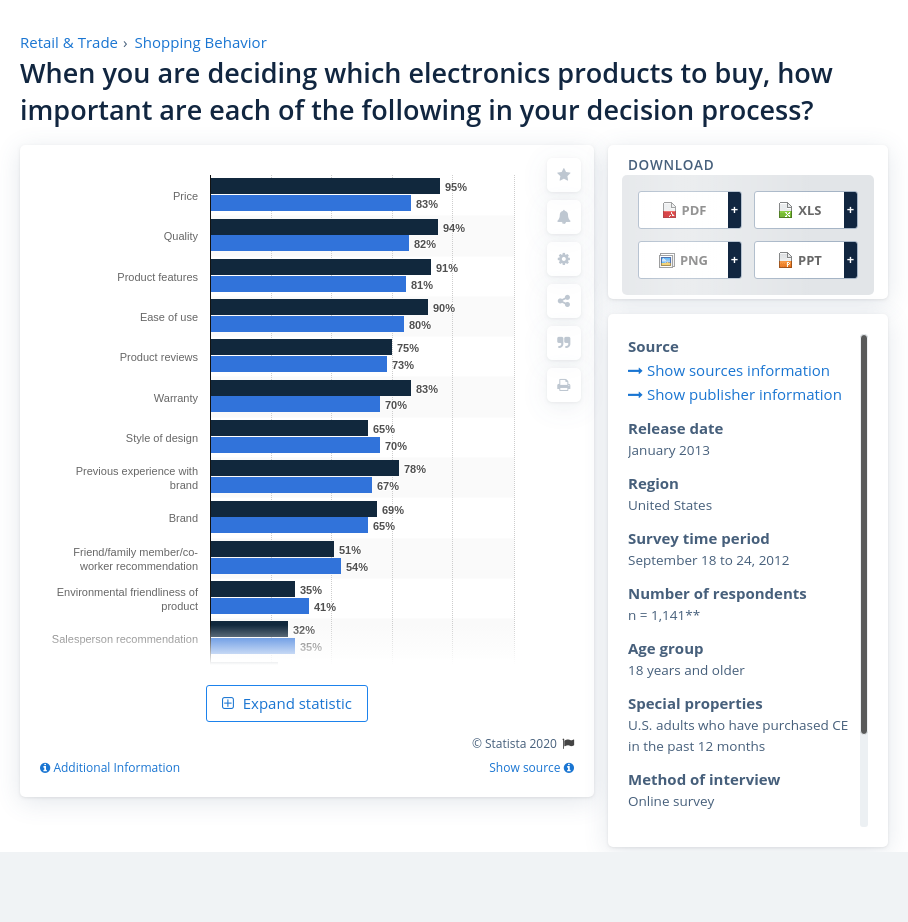 Retail & Trade › Shopping Behavior
When you are deciding which electronics products to buy, how
important are each of the following in your decision process?
Price
95%
83%
Quality
94%
82%
Product features
91%
81%
Ease of use
90%
80%
Product reviews
75%
73%
Warranty
83%
70%
Style of design
65%
70%
Previous experience with
brand
78%
67%
Brand
69%
65%
Friend/family member/co-
worker recommendation
51%
54%
Environmental friendliness of
product
35%
41%
Salesperson recommendation
32%
35%
Expand statistic
© Statista 2020
Additional Information
Show source
DOWNLOAD
PDF +
XLS +
PNG +
PPT +
Source
Show sources information
Show publisher information
Release date
January 2013
Region
United States
Survey time period
September 18 to 24, 2012
Number of respondents
n = 1,141**
Age group
18 years and older
Special properties
U.S. adults who have purchased CE
in the past 12 months
Method of interview
Online survey